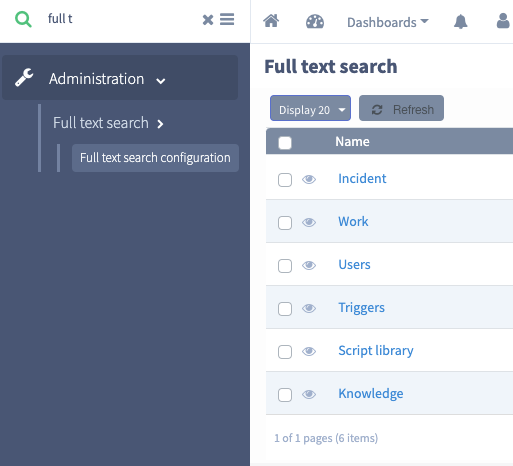 full t
Dashboards
Administration
Full text search
Full text search configuration
Full text search
Display 20
Refresh
Name
Incident
Work
Users
Triggers
Script library
Knowledge
1 of 1 pages (6 items)